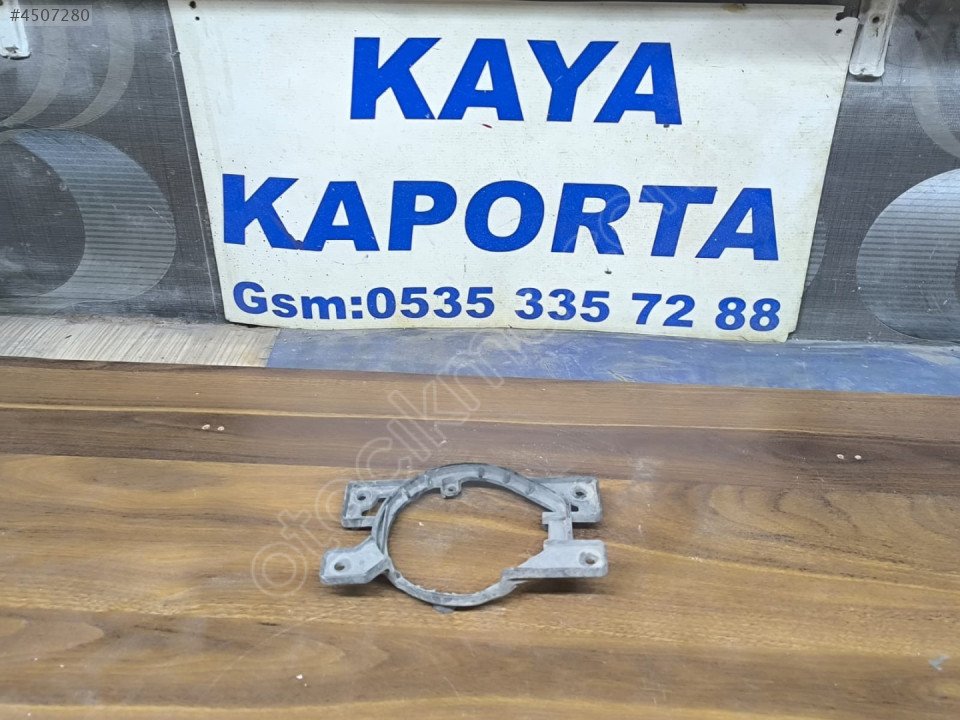 #4507280
KAYA
KAPORTA
Gsm:0535 335 72 88